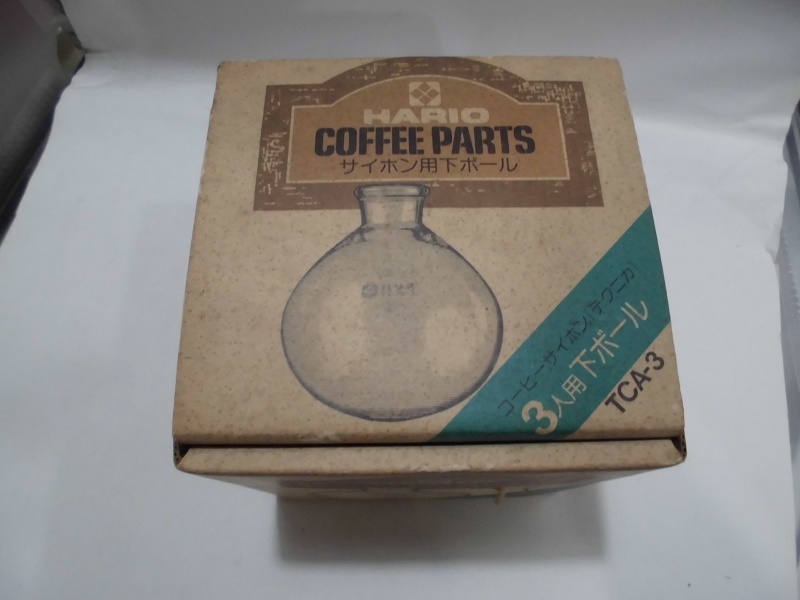 HARIO
COFFEE PARTS
サイホン用下ボール
コーヒーサイホン(テクニカ)
3人用下ボール
TCA-3